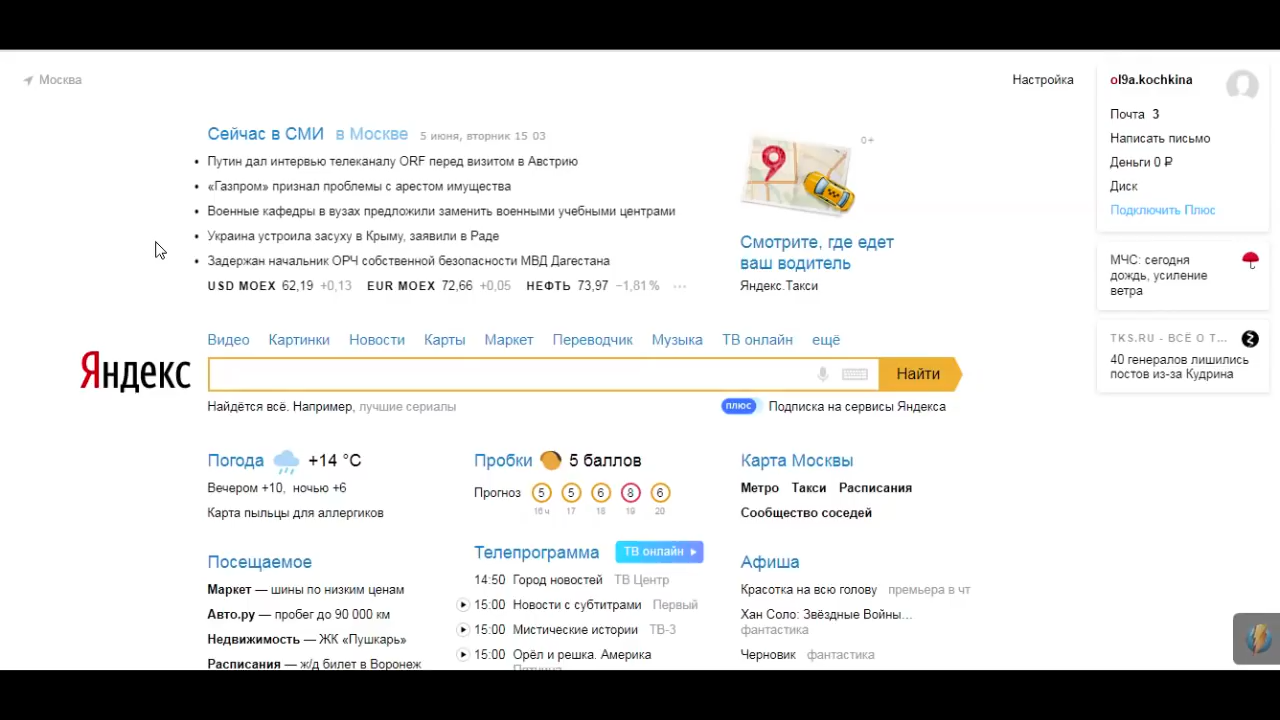 Москва
Настройка
Сейчас в СМИ в Москве 5 июня, вторник 15 03
Путин дал интервью телеканалу ORF перед визитом в Австрию
«Газпром» признал проблемы с арестом имущества
Военные кафедры в вузах предложили заменить военными учебными центрами
Украина устроила засуху в Крыму, заявили в Раде
Задержан начальник ОРЧ собственной безопасности МВД Дагестана
USD MOEX 62,19 +0,13 EUR MOEX 72,66 +0,05 НЕФТЬ 73,97 −1,81 % ···
0+
Смотрите, где едет
ваш водитель
Яндекс.Такси
ol9a.kochkina
Почта 3
Написать письмо
Деньги 0 ₽
Диск
Подключить Плюс
МЧС: сегодня
дождь, усиление
ветра
TKS.RU - ВСЁ О Т...
40 генералов лишились
постов из-за Кудрина
Видео Картинки Новости Карты Маркет Переводчик Музыка ТВ онлайн ещё
Яндекс
Найти
Найдётся всё. Например, лучшие сериалы
плюс Подписка на сервисы Яндекса
Погода +14 °C
Вечером +10, ночью +6
Карта пыльцы для аллергиков
Пробки 5 баллов
Прогноз 5 5 6 8 6
16 ч 17 18 19 20
Карта Москвы
Метро Такси Расписания
Сообщество соседей
Посещаемое
Маркет — шины по низким ценам
Авто.ру — пробег до 90 000 км
Недвижимость — ЖК «Пушкарь»
Расписания — ж/д билет в Воронеж
Телепрограмма ТВ онлайн
14:50 Город новостей ТВ Центр
15:00 Новости с субтитрами Первый
15:00 Мистические истории ТВ-3
15:00 Орёл и решка. Америка
Пятница
Афиша
Красотка на всю голову премьера в чт
Хан Соло: Звёздные Войны...
фантастика
Черновик фантастика